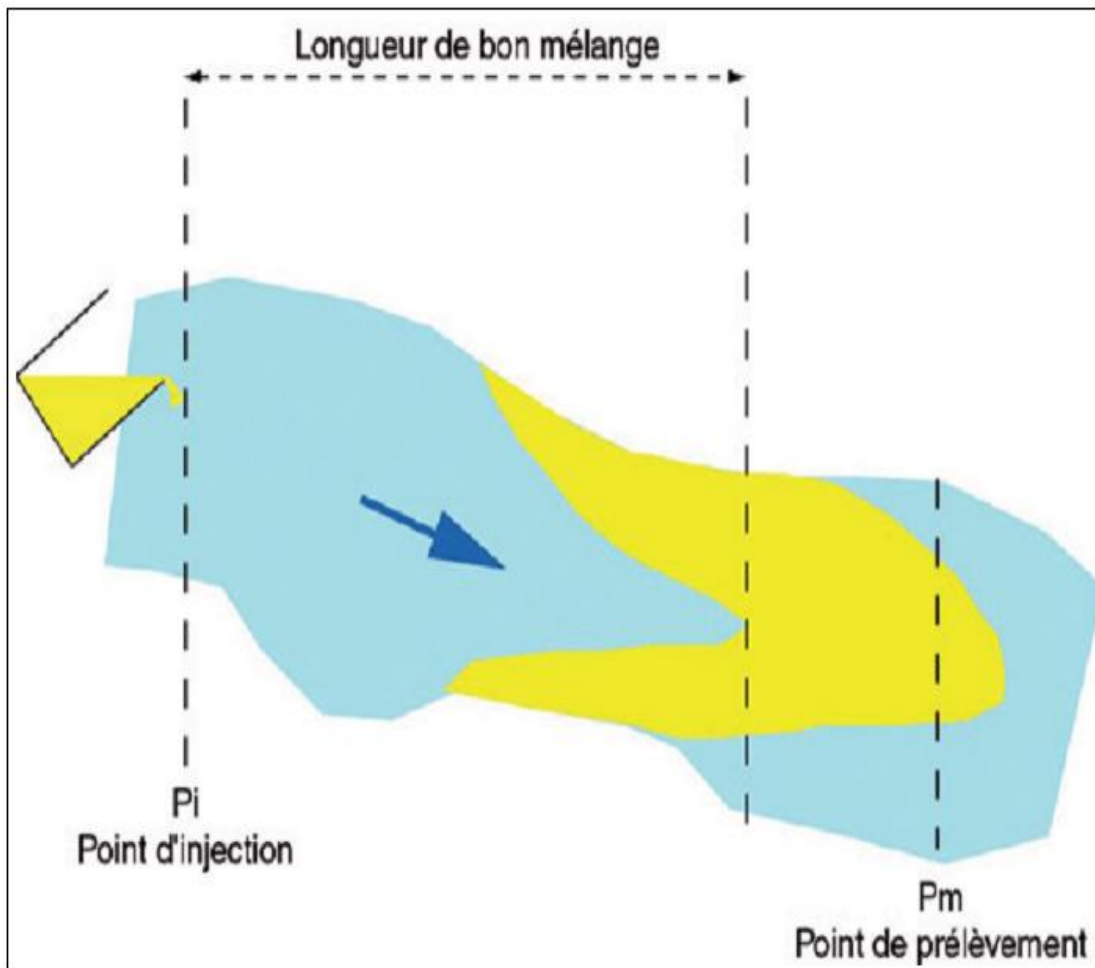 Longueur de bon mélange
Pi
Point d'injection
Pm
Point de prélèvement